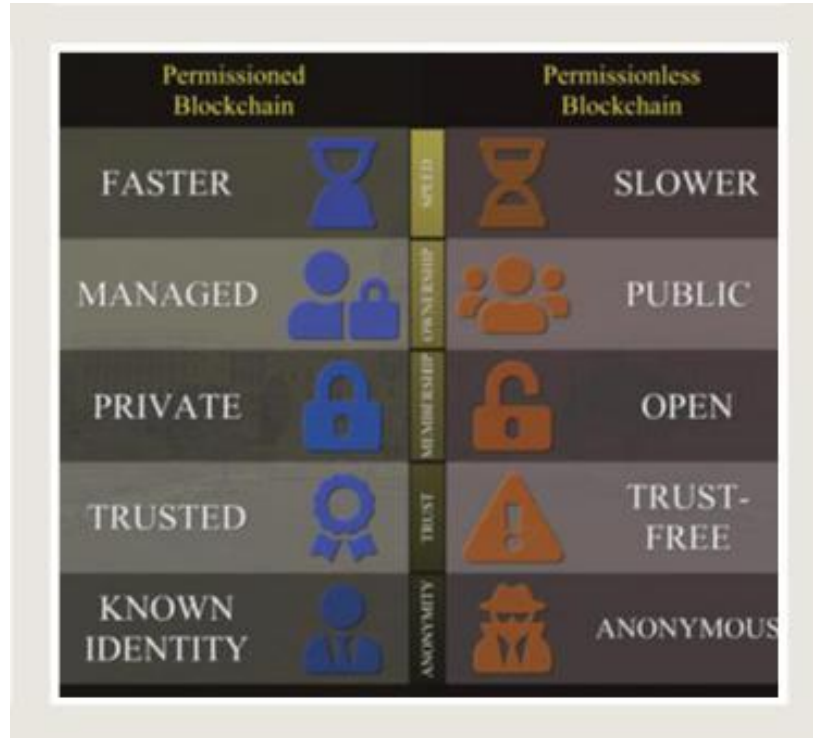 Permissioned
Blockchain
Permissionless
Blockchain
FASTER
SPEED
SLOWER
MANAGED
OWNERSHIP
PUBLIC
PRIVATE
MEMBERSHIP
OPEN
TRUSTED
TRUST
TRUST-
FREE
KNOWN
IDENTITY
ANONYMITY
ANONYMOUS